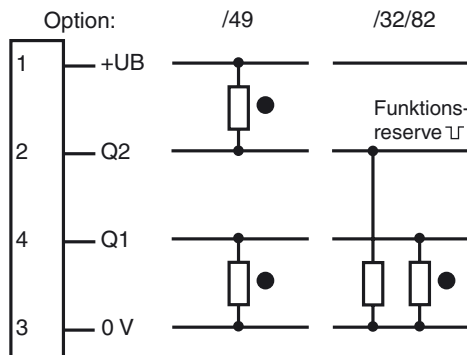 Option: /49 /32/82
1 +UB
Funktions-
reserve
2 Q2
4 Q1
3 0 V